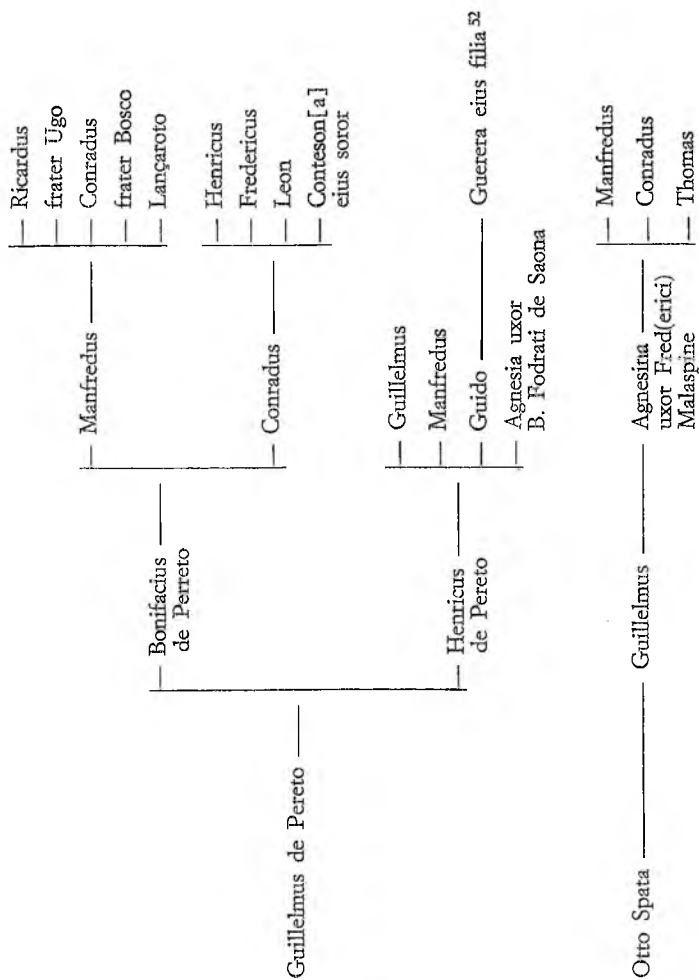 Guillelmus de Pereto
Bonifacius
de Perreto
Manfredus
Ricardus
frater Ugo
Conradus
frater Bosco
Lançaroto
Conradus
Henricus
Fredericus
Leon
Conteson[a]
eius soror
Henricus
de Pereto
Guillelmus
Manfredus
Guido
Guerera eius filia 52
Agnesia uxor
B. Fodrati de Saona
Otto Spata
Guillelmus
Agnesina
uxor Fred(erici)
Malaspine
Manfredus
Conradus
Thomas